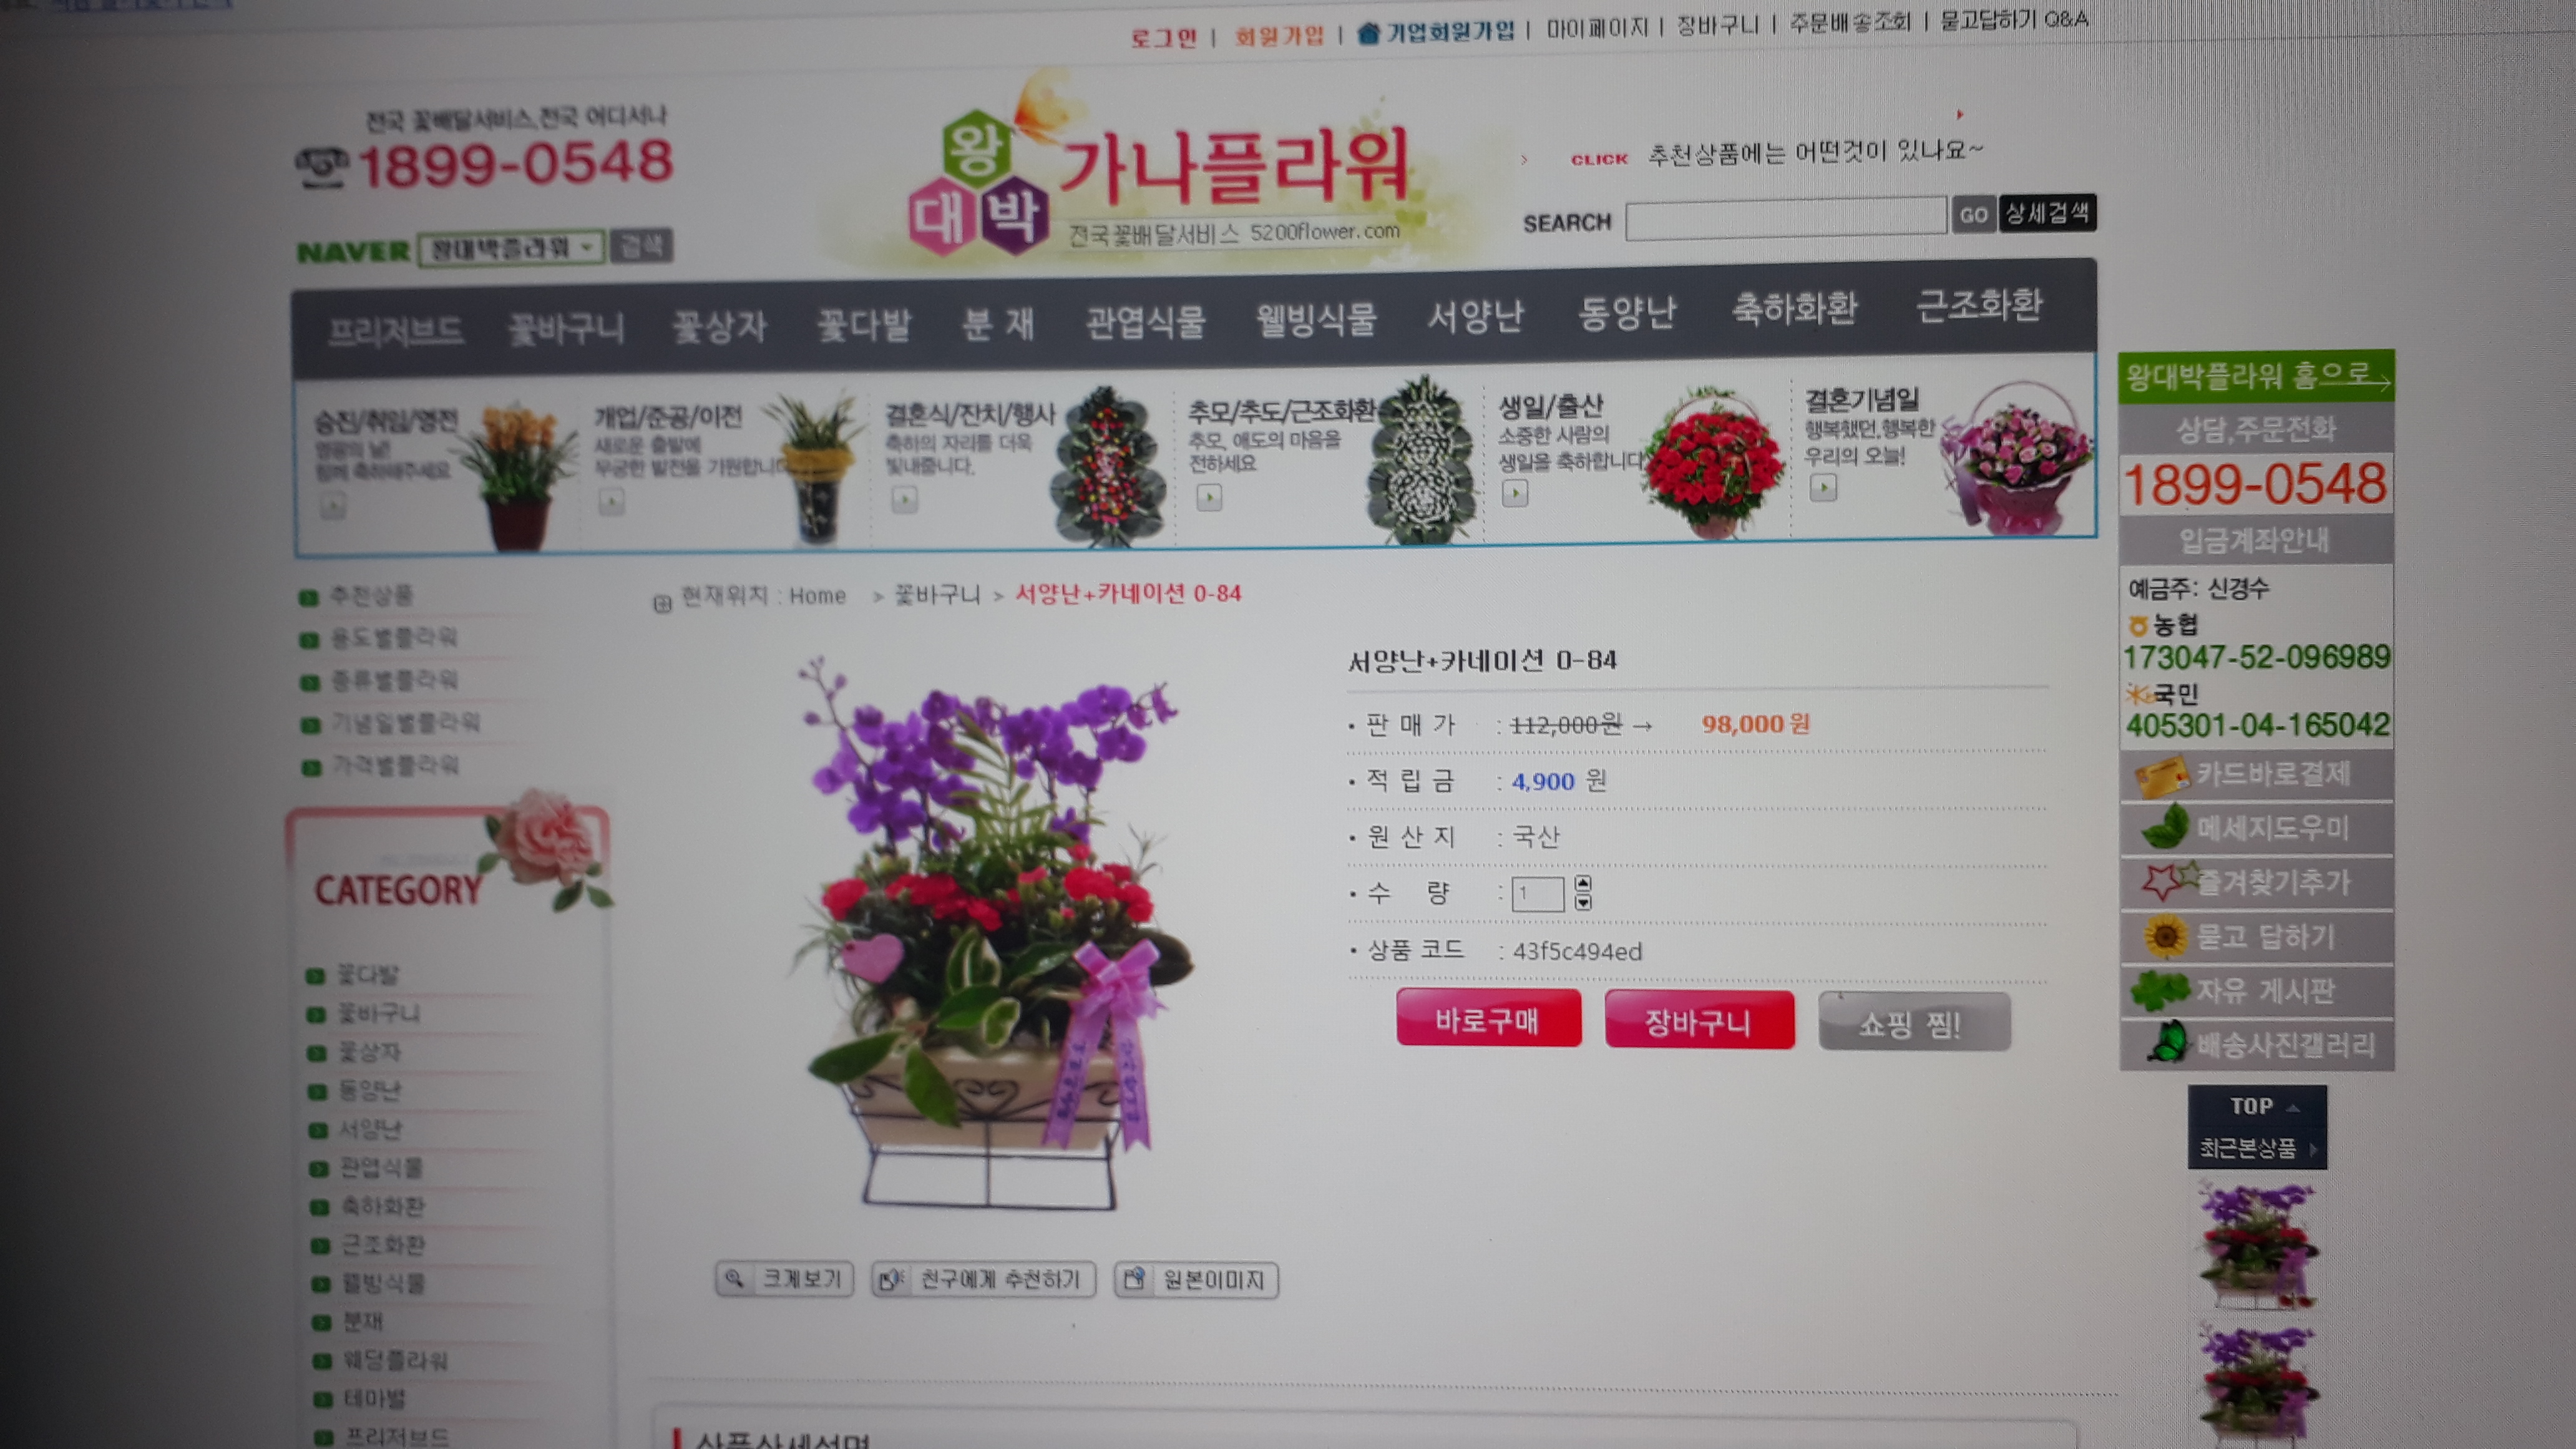 로그인 | 회원가입 | 기업회원가입 | 마이페이지 | 장바구니 | 주문배송조회 | 묻고답하기 Q&A
전국 꽃배달서비스,전국 어디서나
1899-0548
NAVER 왕대박플라워 검색
왕대박 가나플라워
전국꽃배달서비스 5200flower.com
CLICK 추천상품에는 어떤것이 있나요~
SEARCH GO 상세검색
프리저브드 꽃바구니 꽃상자 꽃다발 분 재 관엽식물 웰빙식물 서양난 동양난 축하화환 근조화환
승진/취임/영전
함께 축하해주세요
개업/준공/이전
새로운 출발에
무궁한 발전을 기원합니다
결혼식/잔치/행사
축하의 자리를 더욱
빛내줍니다.
추모/추도/근조화환
추모, 애도의 마음을
전하세요
생일/출산
소중한 사람의
생일을 축하합니다
결혼기념일
행복했던,행복한
우리의 오늘!
추천상품
용도별플라워
종류별플라워
기념일별플라워
가격별플라워
CATEGORY
꽃다발
꽃바구니
꽃상자
동양난
서양난
관엽식물
축하화환
근조화환
웰빙식물
분재
웨딩플라워
테마별
프리저브드
현재위치 : Home > 꽃바구니 > 서양난+카네이션 0-84
서양난+카네이션 0-84
• 판 매 가 : 112,000원 → 98,000원
• 적 립 금 : 4,900 원
• 원 산 지 : 국산
• 수 량 : 1
• 상품 코드 : 43f5c494ed
바로구매 장바구니 쇼핑 찜!
크게보기 친구에게 추천하기 원본이미지
상품상세설명
왕대박플라워 홈으로
상담,주문전화
1899-0548
입금계좌안내
예금주: 신경수
농협
173047-52-096989
국민
405301-04-165042
카드바로결제
메세지도우미
즐겨찾기추가
묻고 답하기
자유 게시판
배송사진갤러리
TOP
최근본상품